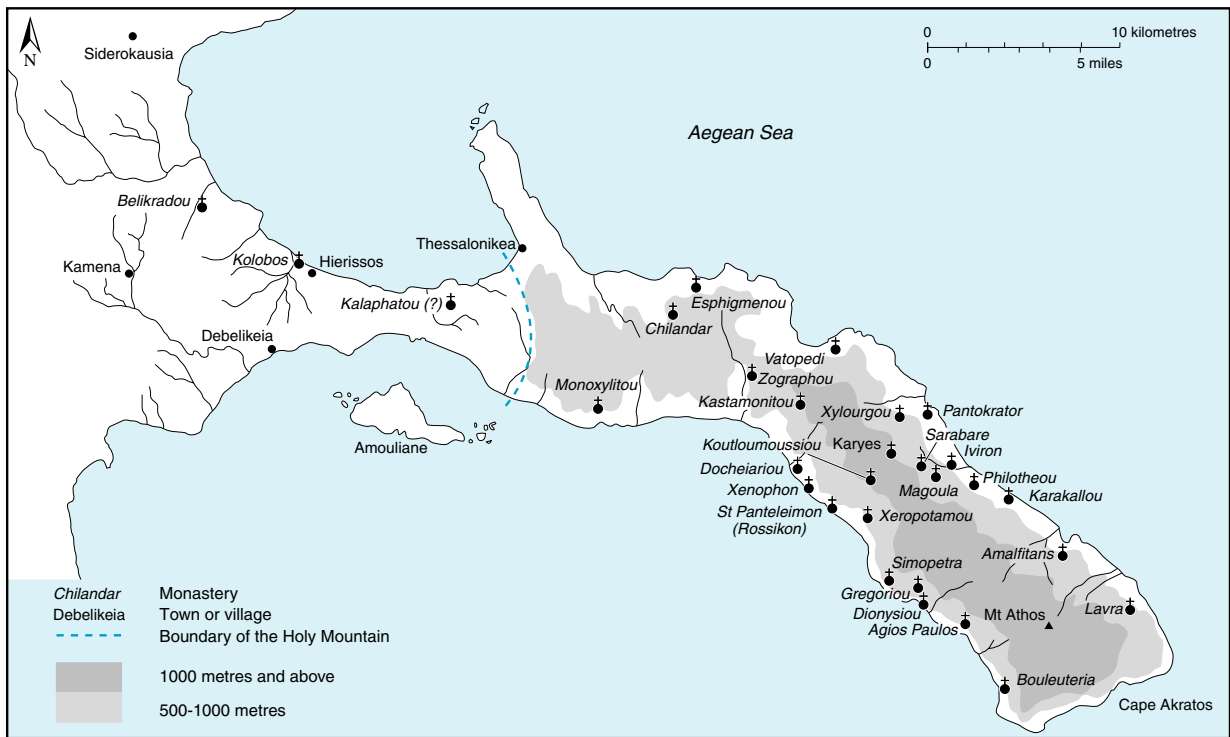 N
Siderokausia
0 10 kilometres
0 5 miles
Aegean Sea
Belikradou
Thessalonikea
Kolobos
Hierissos
Kamena
Kalaphatou (?)
Esphigmenou
Chilandar
Debelikeia
Vatopedi
Zographou
Monoxylitou
Kastamonitou
Xylourgou
Pantokrator
Amouliane
Koutloumoussiou
Karyes
Sarabare
Iviron
Docheiariou
Magoula
Philotheou
Xenophon
Karakallou
St Panteleimon
(Rossikon)
Xeropotamou
Simopetra
Amalfitans
Gregoriou
Dionysiou
Agios Paulos
Mt Athos
Lavra
Bouleuteria
Cape Akratos
Chilandar Monastery
Debelikeia Town or village
Boundary of the Holy Mountain
1000 metres and above
500-1000 metres